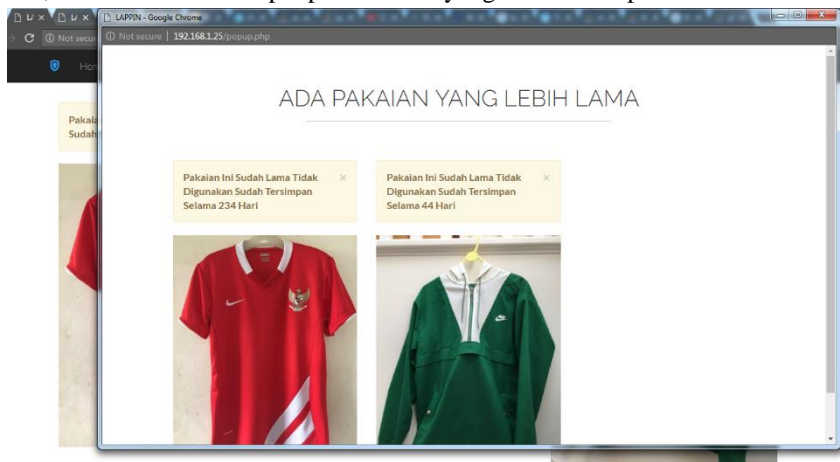 LAPPIN - Google Chrome
Not secure | 192.168.1.25/popup.php
Not secu
ADA PAKAIAN YANG LEBIH LAMA
Pakaian Ini Sudah Lama Tidak
Digunakan Sudah Tersimpan
Selama 234 Hari
Pakaian Ini Sudah Lama Tidak
Digunakan Sudah Tersimpan
Selama 44 Hari
Sudah